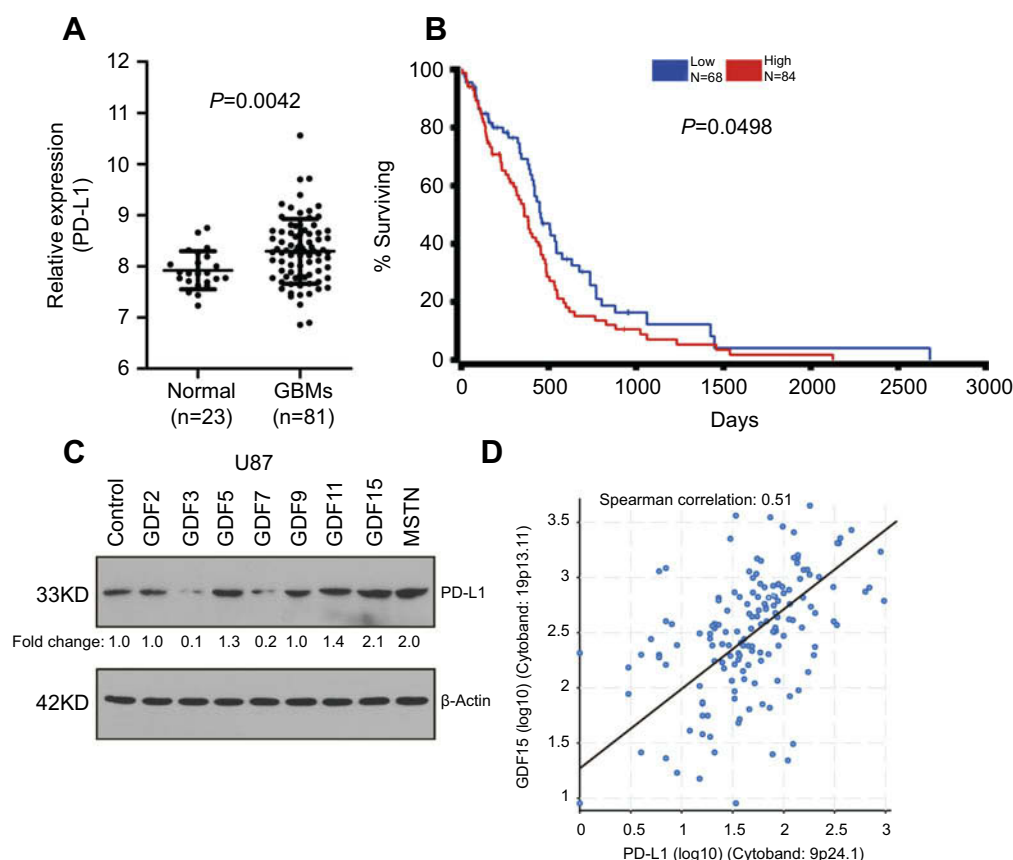 A
12
11
10
9
8
7
6
Relative expression
(PD-L1)
P=0.0042
Normal
(n=23)
GBMs
(n=81)
B
100
80
60
40
20
0
% Surviving
Low
N=68
High
N=84
P=0.0498
0 500 1000 1500 2000 2500 3000
Days
C
U87
Control
GDF2
GDF3
GDF5
GDF7
GDF9
GDF11
GDF15
MSTN
33KD
PD-L1
Fold change: 1.0 1.0 0.1 1.3 0.2 1.0 1.4 2.1 2.0
42KD
β-Actin
D
Spearman correlation: 0.51
3.5
3
2.5
2
1.5
1
GDF15 (log10) (Cytoband: 19p13.11)
0 0.5 1 1.5 2 2.5 3
PD-L1 (log10) (Cytoband: 9p24.1)